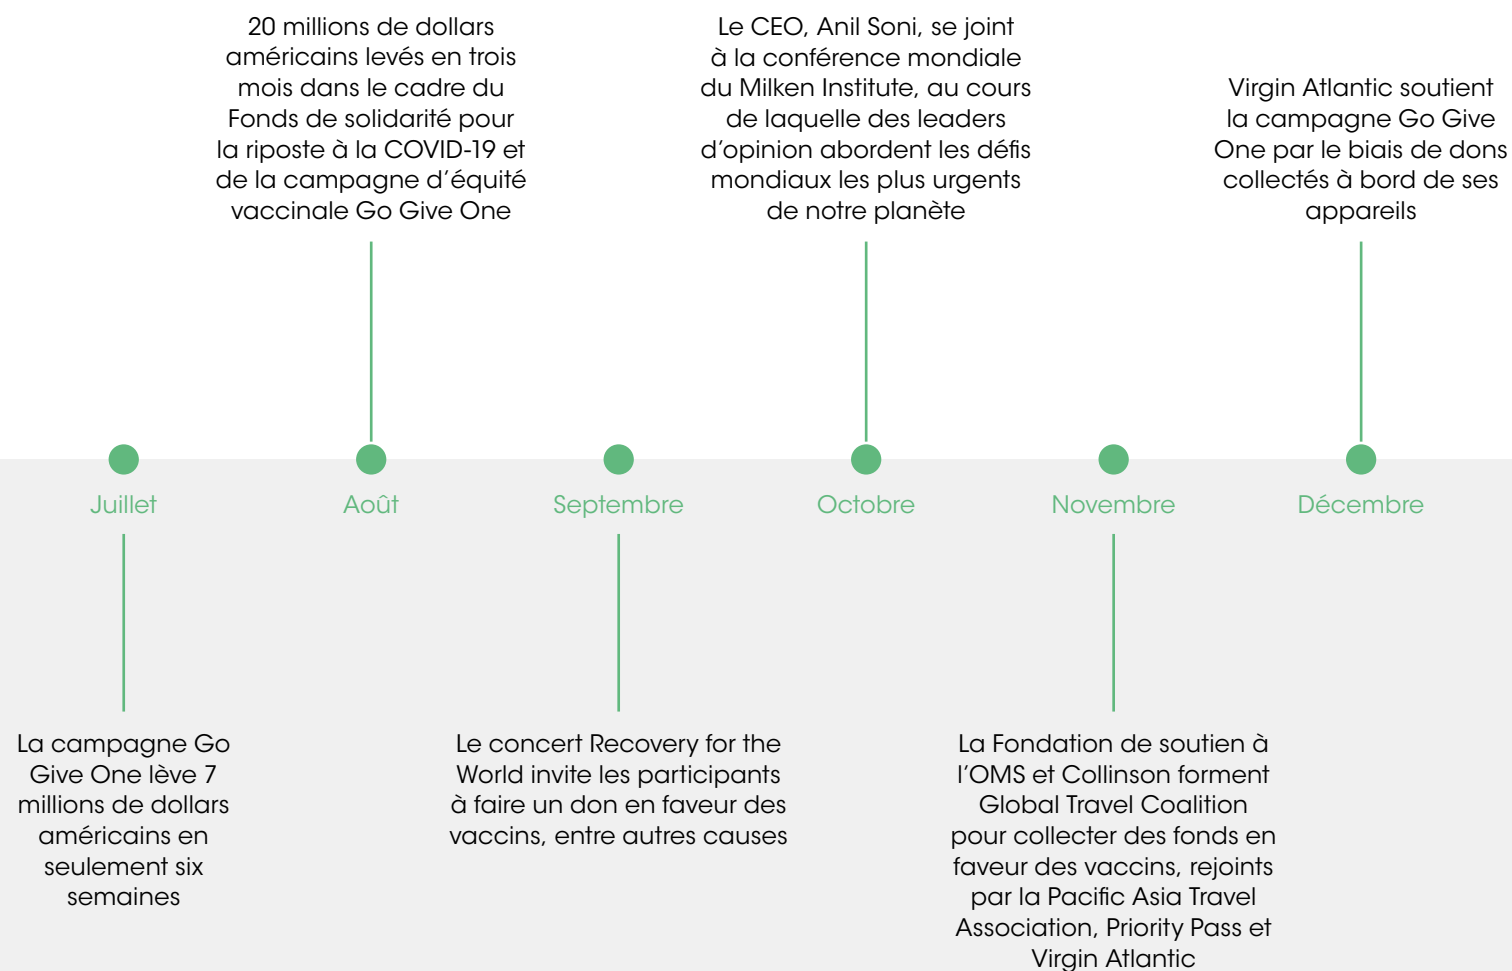 20 millions de dollars
américains levés en trois
mois dans le cadre du
Fonds de solidarité pour
la riposte à la COVID-19 et
de la campagne d’équité
vaccinale Go Give One
Le CEO, Anil Soni, se joint
à la conférence mondiale
du Milken Institute, au cours
de laquelle des leaders
d’opinion abordent les défis
mondiaux les plus urgents
de notre planète
Virgin Atlantic soutient
la campagne Go Give
One par le biais de dons
collectés à bord de ses
appareils
Juillet
Août
Septembre
Octobre
Novembre
Décembre
La campagne Go
Give One lève 7
millions de dollars
américains en
seulement six
semaines
Le concert Recovery for the
World invite les participants
à faire un don en faveur des
vaccins, entre autres causes
La Fondation de soutien à
l’OMS et Collinson forment
Global Travel Coalition
pour collecter des fonds en
faveur des vaccins, rejoints
par la Pacific Asia Travel
Association, Priority Pass et
Virgin Atlantic